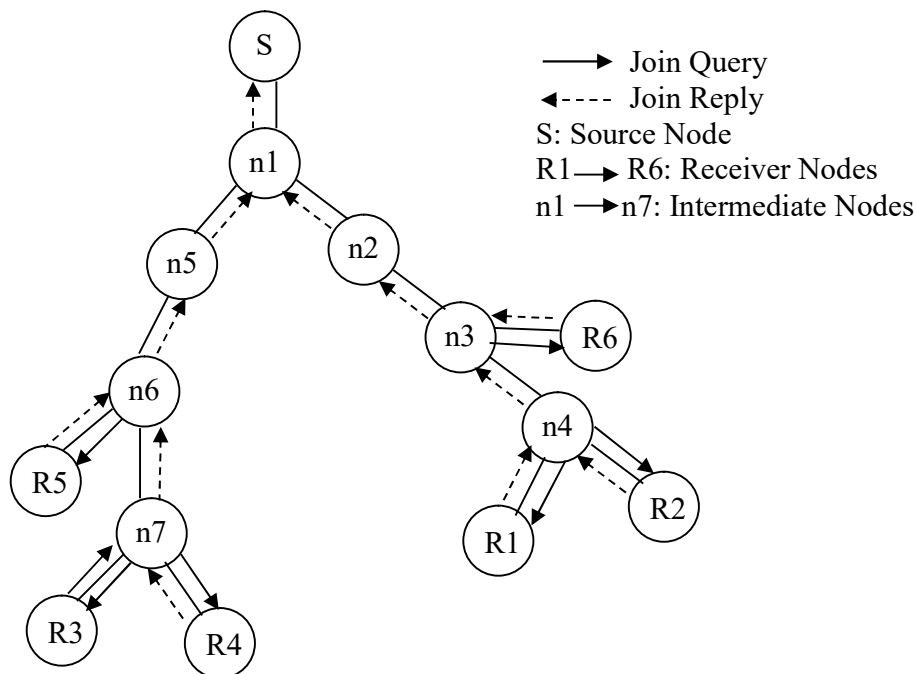 S
Join Query
Join Reply
S: Source Node
R1 R6: Receiver Nodes
n1 n7: Intermediate Nodes
n1
n5
n2
n3
R6
n6
n4
R5
R2
n7
R1
R3
R4